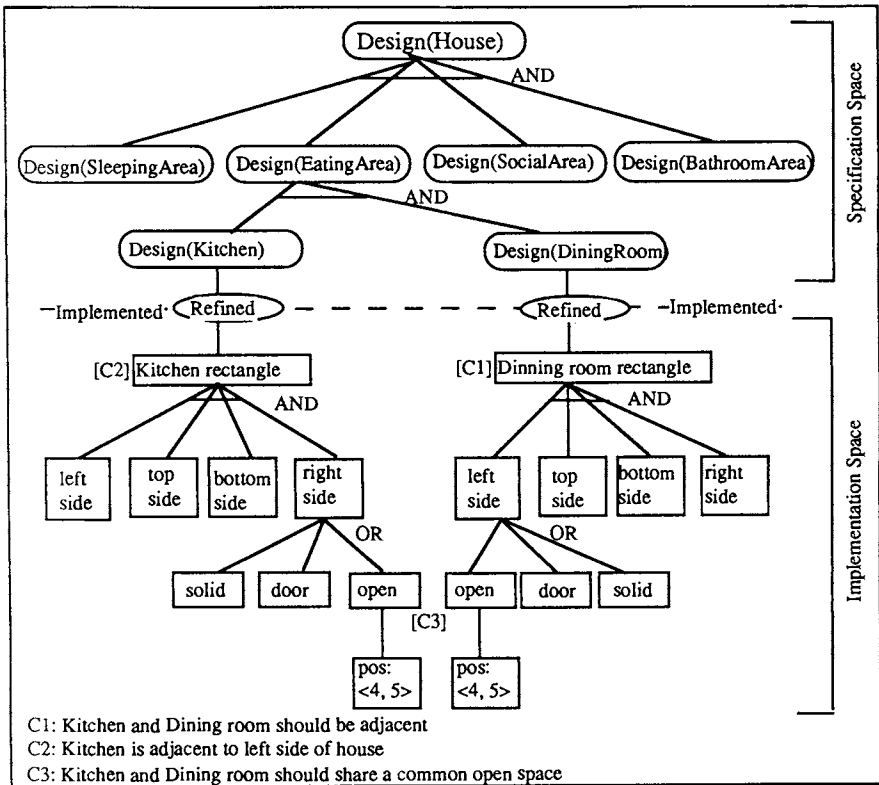 Design(House)
AND
Specification Space
Design(SleepingArea) Design(EatingArea) Design(SocialArea) Design(BathroomArea)
AND
Design(Kitchen) Design(DiningRoom)
Implemented Refined Refined Implemented
[C2] Kitchen rectangle [C1] Dinning room rectangle
AND AND
left side
top side
bottom side
right side
left side
top side
bottom side
right side
Implementation Space
OR OR
solid door open open door solid
[C3]
pos:
<4, 5>
pos:
<4, 5>
C1: Kitchen and Dining room should be adjacent
C2: Kitchen is adjacent to left side of house
C3: Kitchen and Dining room should share a common open space